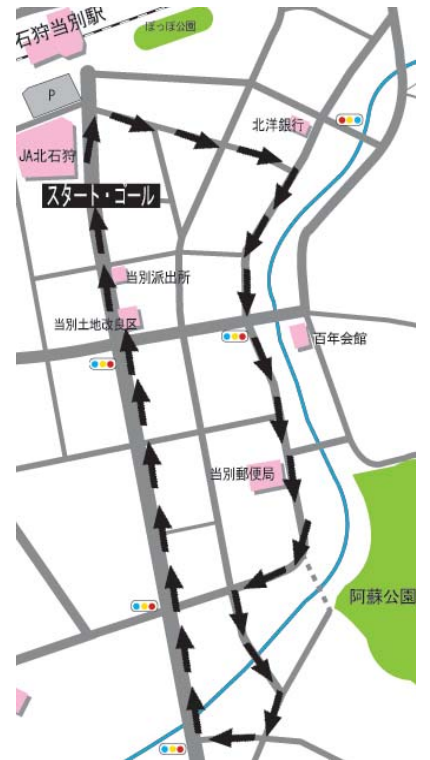 石狩当別駅
ぽっぽ公園
P
北洋銀行
JA北石狩
スタート・ゴール
当別派出所
当別土地改良区
百年会館
当別郵便局
阿蘇公園